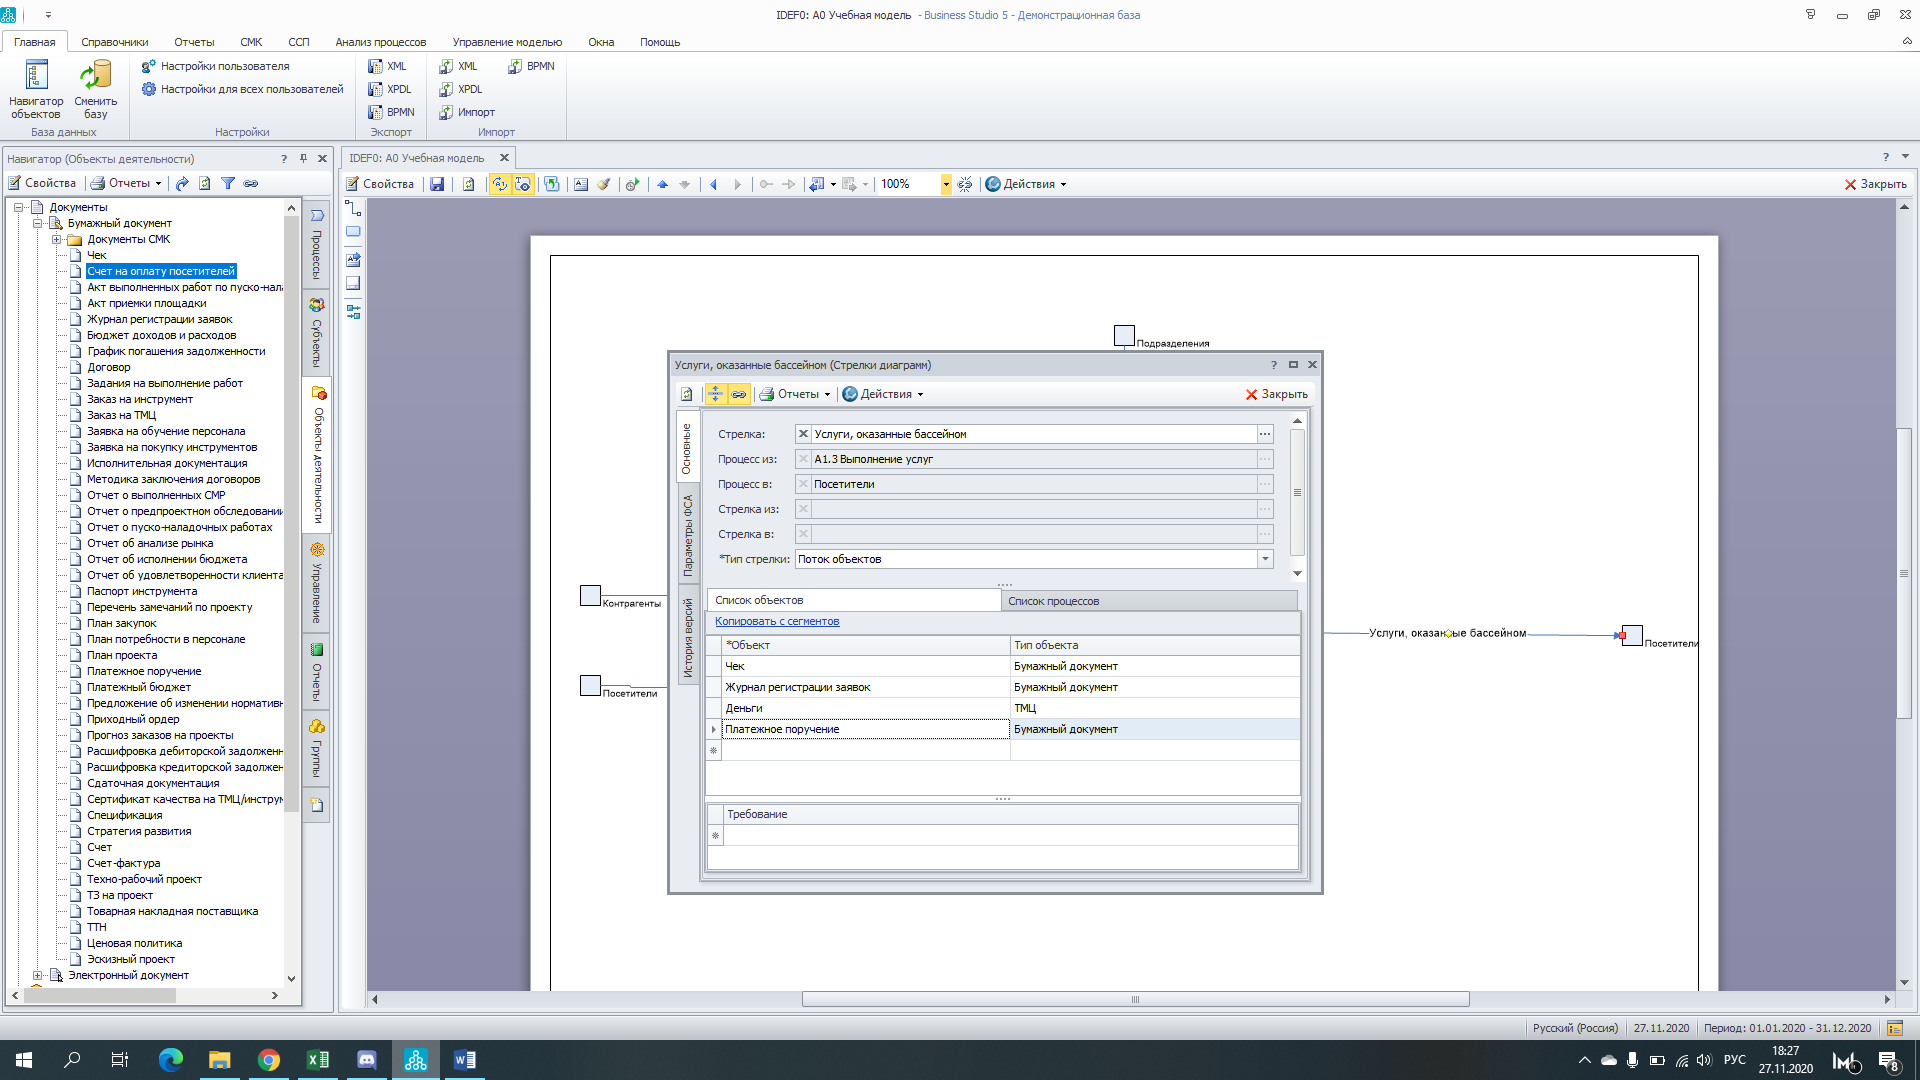 IDEF0: A0 Учебная модель - Business Studio 5 - Демонстрационная база
Главная Справочники Отчеты СМК ССП Анализ процессов Управление моделью Окна Помощь
Навигатор объектов
Сменить базу
База данных
Настройки пользователя
Настройки для всех пользователей
Настройки
XML
XPDL
BPMN
Экспорт
XML
XPDL
Импорт
BPMN
Импорт
Навигатор (Объекты деятельности)
Свойства Отчеты
Документы
Бумажный документ
Документы СМК
Чек
Счет на оплату посетителей
Акт выполненных работ по пуско-нал
Акт приемки площадки
Журнал регистрации заявок
Бюджет доходов и расходов
График погашения задолженности
Договор
Задания на выполнение работ
Заказ на инструмент
Заказ на ТМЦ
Заявка на обучение персонала
Заявка на покупку инструментов
Исполнительная документация
Методика заключения договоров
Отчет о выполненных СМР
Отчет о предпроектном обследовани
Отчет о пуско-наладочных работах
Отчет об анализе рынка
Отчет об исполнении бюджета
Отчет об удовлетворенности клиента
Паспорт инструмента
Перечень замечаний по проекту
План закупок
План потребности в персонале
План проекта
Платежное поручение
Платежный бюджет
Предложение об изменении норматив
Приходный ордер
Прогноз заказов на проекты
Расшифровка дебиторской задолжен
Расшифровка кредиторской задолжен
Сдаточная документация
Сертификат качества на ТМЦ/инструм
Спецификация
Стратегия развития
Счет
Счет-фактура
Техно-рабочий проект
ТЗ на проект
Товарная накладная поставщика
ТТН
Ценовая политика
Эскизный проект
Электронный документ
Процессы
Субъекты
Объекты деятельности
Управление
Отчеты
Группы
IDEF0: A0 Учебная модель
Свойства 100% Действия Закрыть
Подразделения
Контрагенты
Посетители
Услуги, оказанные бассейном
Посетители
Услуги, оказанные бассейном (Стрелки диаграмм)
Отчеты Действия Закрыть
Основные
Параметры ФСА
История версий
Стрелка: Услуги, оказанные бассейном
Процесс из: A1.3 Выполнение услуг
Процесс в: Посетители
Стрелка из:
Стрелка в:
*Тип стрелки: Поток объектов
Список объектов Список процессов
Копировать с сегментов
*Объект Тип объекта
Чек Бумажный документ
Журнал регистрации заявок Бумажный документ
Деньги ТМЦ
Платежное поручение Бумажный документ
Требование
Русский (Россия) 27.11.2020 Период: 01.01.2020 - 31.12.2020
РУС
18:27
27.11.2020
8